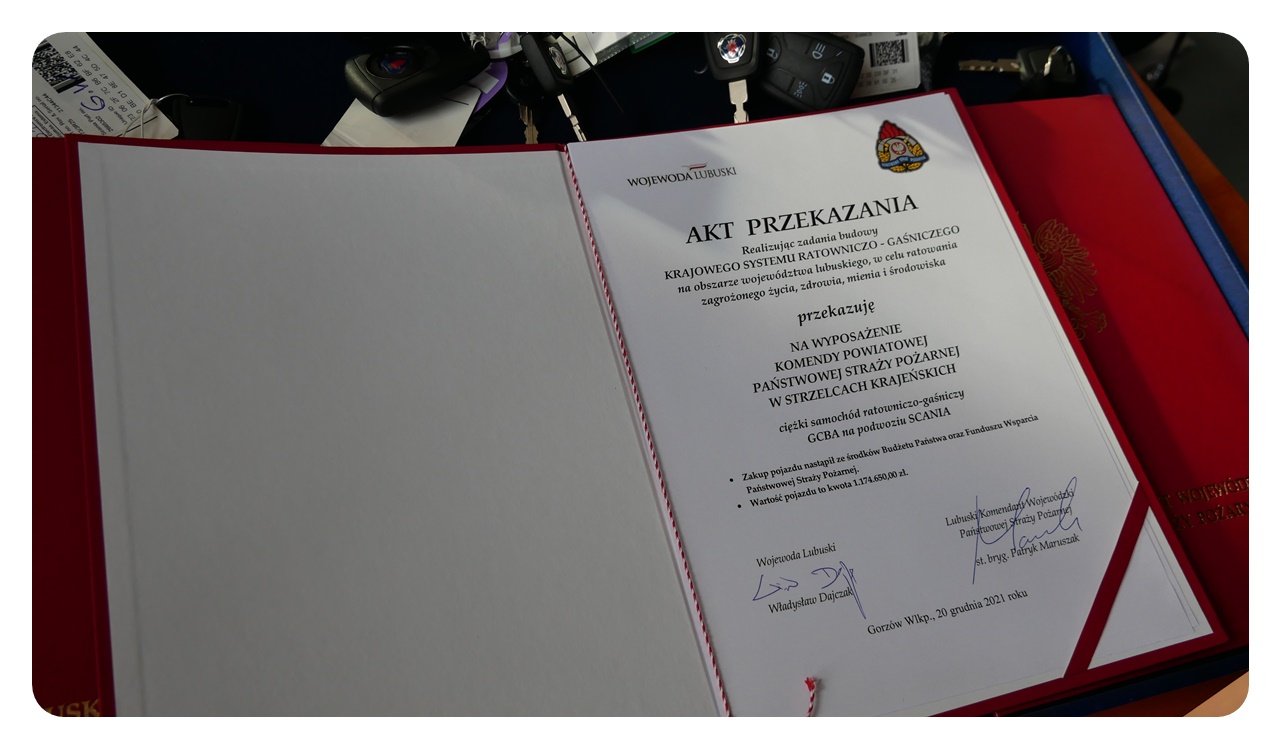 WOJEWODA LUBUSKI
AKT PRZEKAZANIA
Realizując zadania budowy
KRAJOWEGO SYSTEMU RATOWNICZO - GAŚNICZEGO
na obszarze województwa lubuskiego, w celu ratowania
zagrożonego życia, zdrowia, mienia i środowiska
przekazuję
NA WYPOSAŻENIE
KOMENDY POWIATOWEJ
PAŃSTWOWEJ STRAŻY POŻARNEJ
W STRZELCACH KRAJEŃSKICH
ciężki samochód ratowniczo-gaśniczy
GCBA na podwoziu SCANIA
• Zakup pojazdu nastąpił ze środków Budżetu Państwa oraz Funduszu Wsparcia
Państwowej Straży Pożarnej.
• Wartość pojazdu to kwota 1.174.650,00 zł.
Lubuski Komendant Wojewódzki
Państwowej Straży Pożarnej
st. bryg. Patryk Maruszak
Wojewoda Lubuski
Władysław Dajczak
Gorzów Wlkp., 20 grudnia 2021 roku
USK